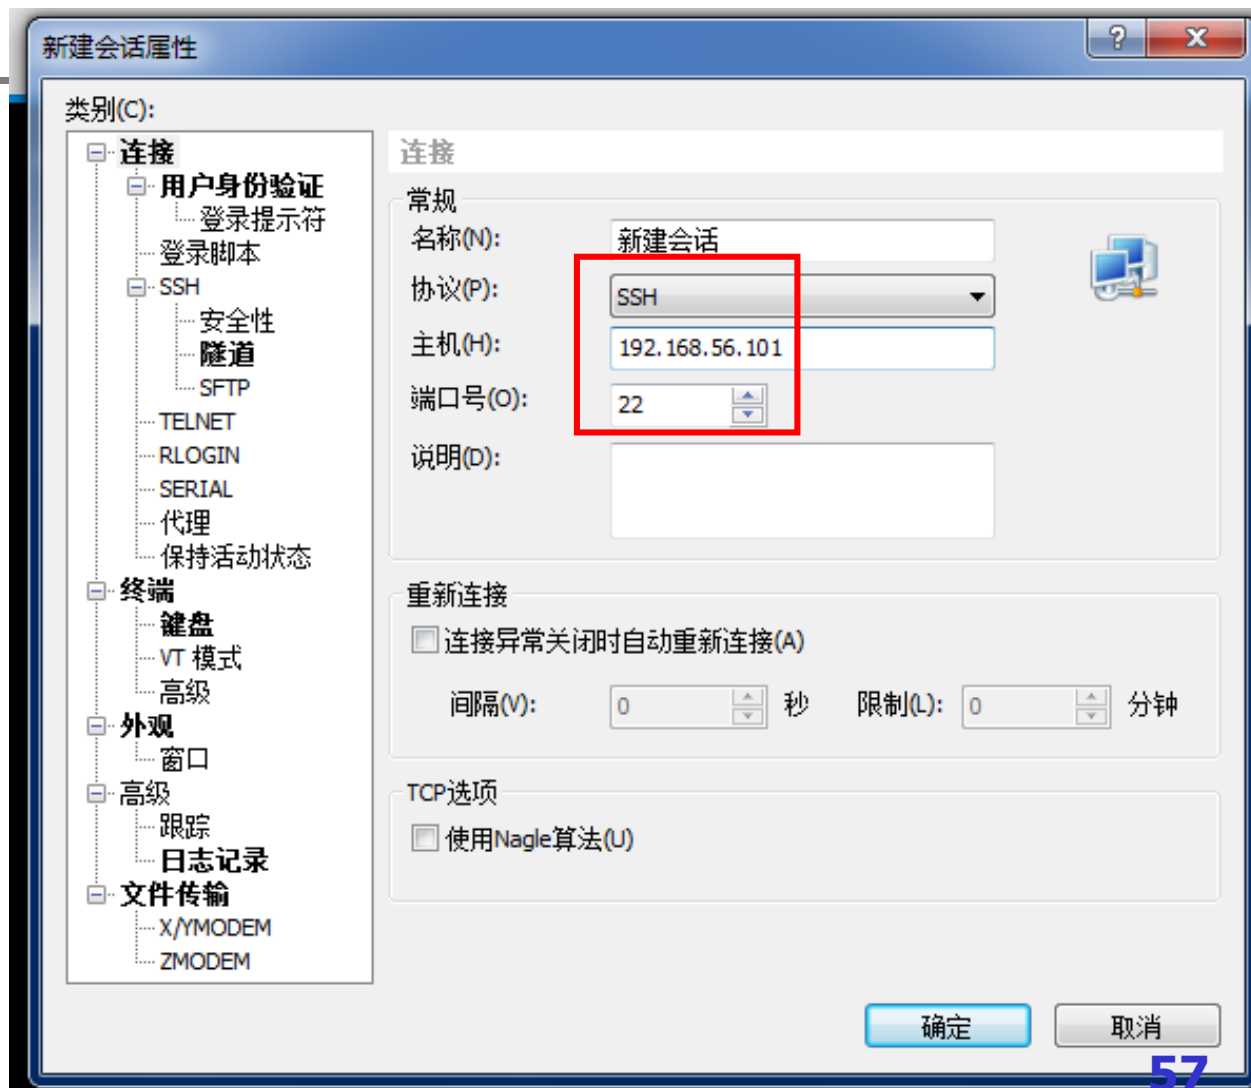 新建会话属性
类别(C):
连接
用户身份验证
登录提示符
登录脚本
SSH
安全性
隧道
SFTP
TELNET
RLOGIN
SERIAL
代理
保持活动状态
终端
键盘
VT 模式
高级
外观
窗口
高级
跟踪
日志记录
文件传输
X/YMODEM
ZMODEM
连接
常规
名称(N): 新建会话
协议(P): SSH
主机(H): 192.168.56.101
端口号(O): 22
说明(D):
重新连接
连接异常关闭时自动重新连接(A)
间隔(V): 0 秒 限制(L): 0 分钟
TCP选项
使用Nagle算法(U)
确定 取消
57